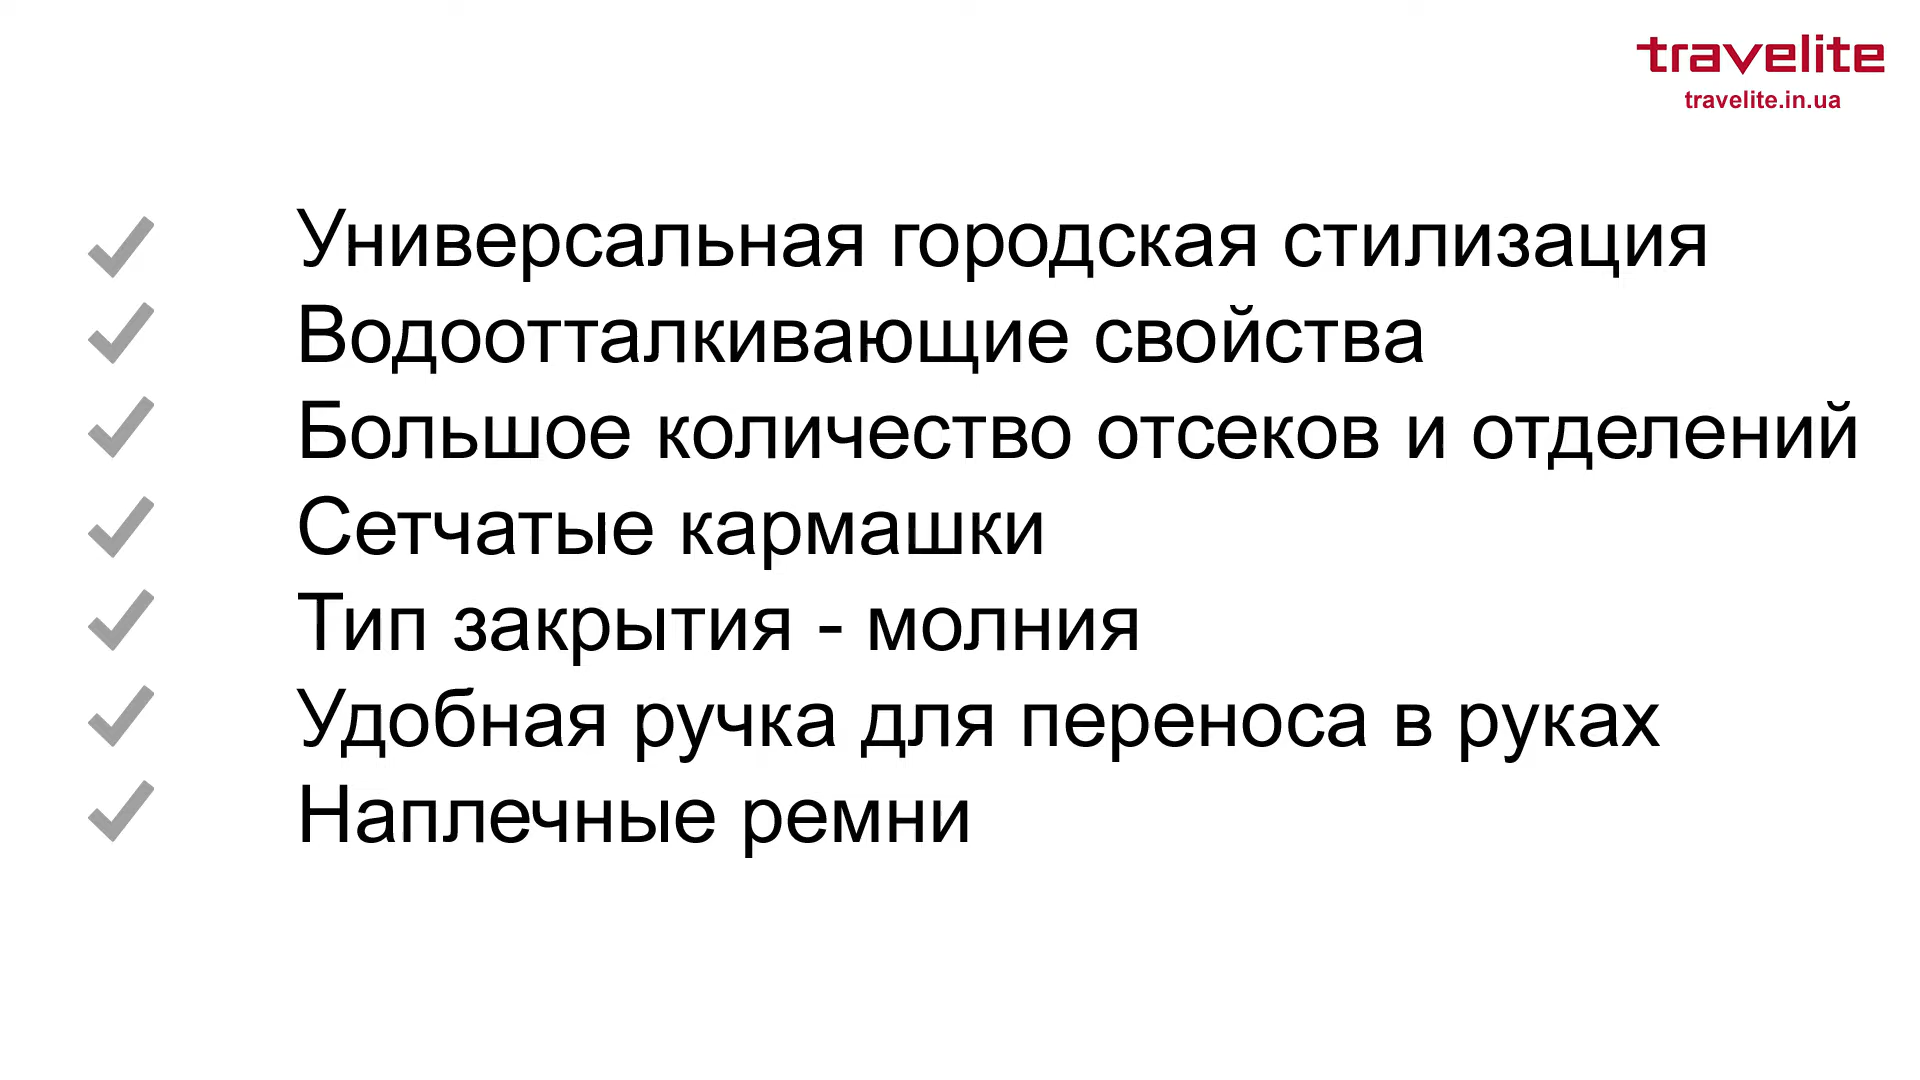 travelite
travelite.in.ua
Универсальная городская стилизация
Водоотталкивающие свойства
Большое количество отсеков и отделений
Сетчатые кармашки
Тип закрытия - молния
Удобная ручка для переноса в руках
Наплечные ремни